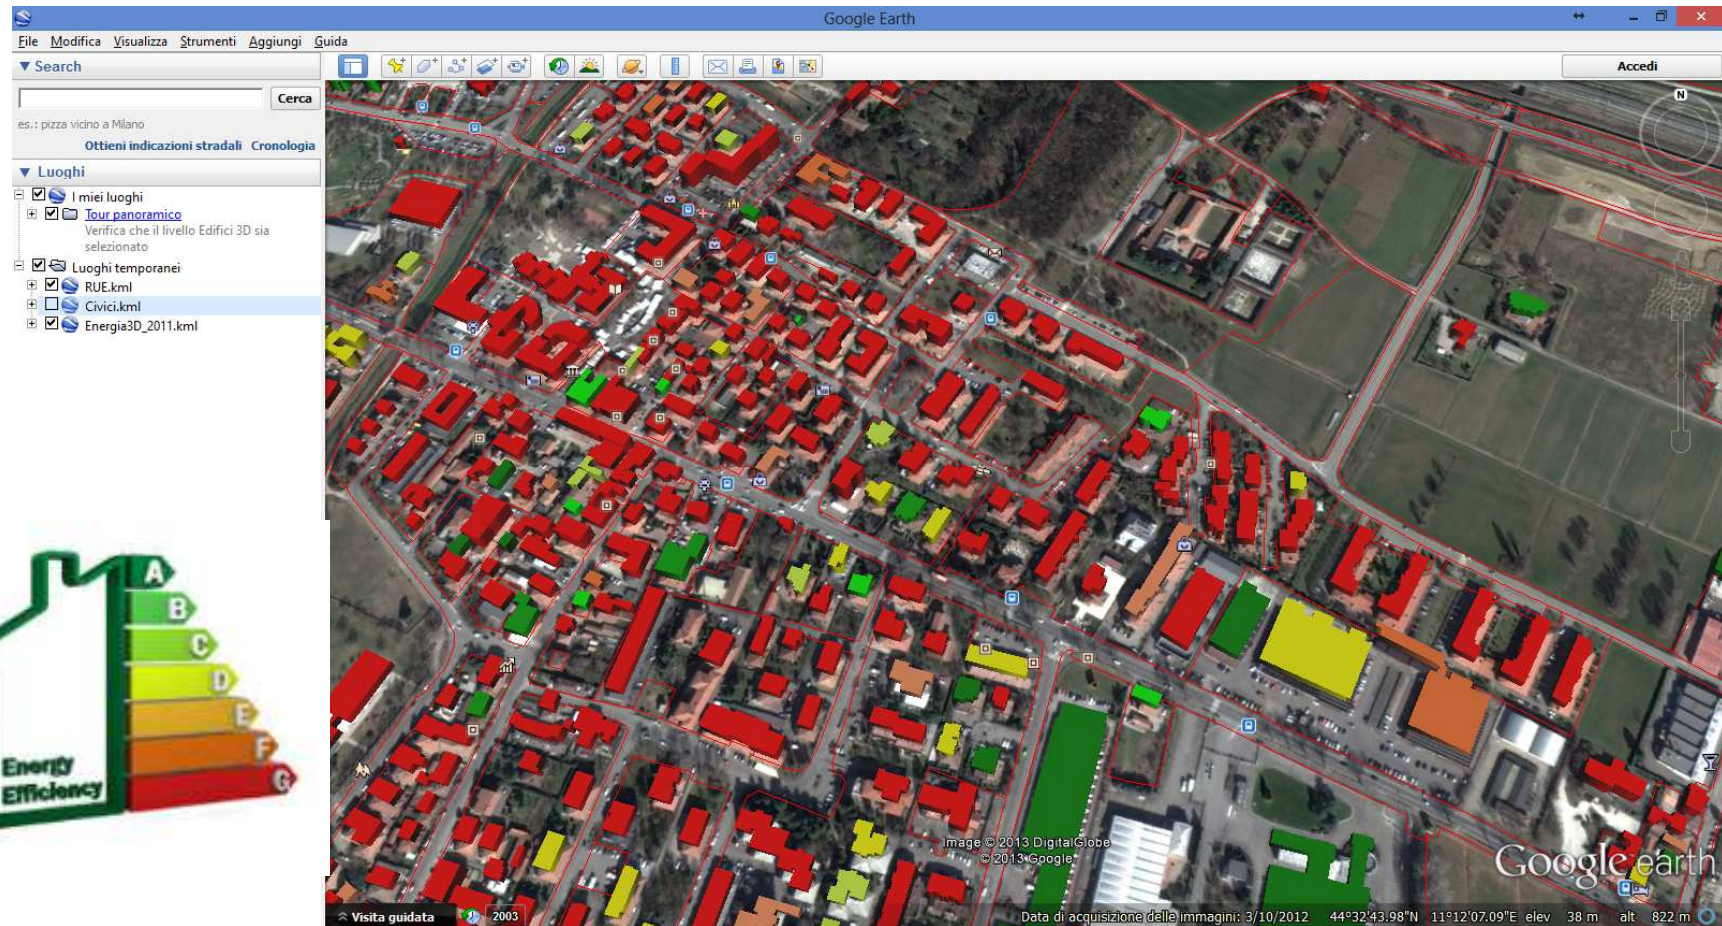 Google Earth
File Modifica Visualizza Strumenti Aggiungi Guida
▼ Search
Accedi
Cerca
es.: pizza vicino a Milano
Ottieni indicazioni stradali Cronologia
▼ Luoghi
I miei luoghi
Tour panoramico
Verifica che il livello Edifici 3D sia
selezionato
Luoghi temporanei
RUE.kml
Civici.kml
Energia3D_2011.kml
N
A
B
C
D
E
F
G
Energy
Efficiency
Image © 2013 DigitalGlobe
© 2013 Google
Google earth
Visita guidata
2003
Data di acquisizione delle immagini: 3/10/2012 44°32'43.98"N 11°12'07.09"E elev 38 m alt 822 m